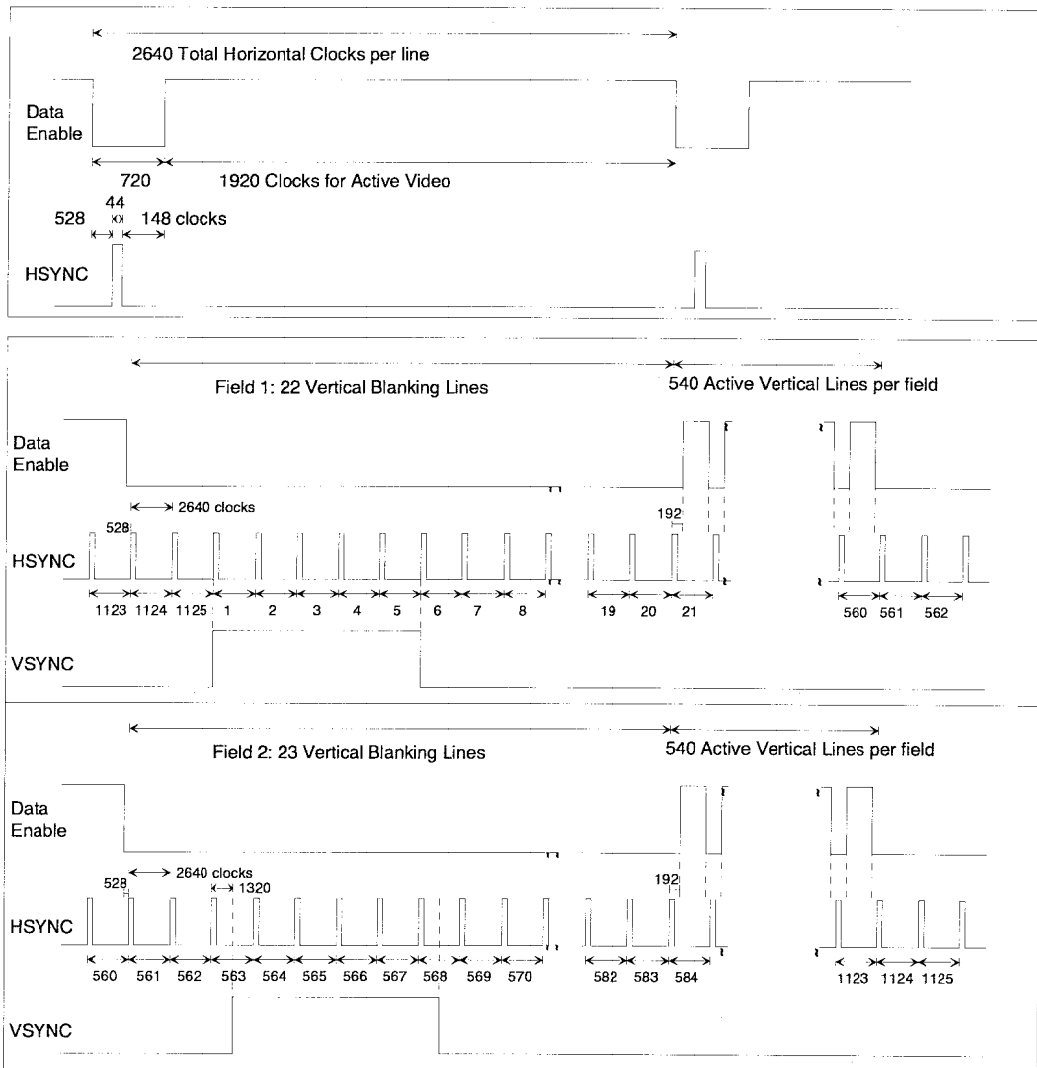 2640 Total Horizontal Clocks per line
Data
Enable
720
1920 Clocks for Active Video
44
528
148 clocks
HSYNC
Field 1: 22 Vertical Blanking Lines
540 Active Vertical Lines per field
Data
Enable
2640 clocks
528
192
HSYNC
1123 1124 1125 1 2 3 4 5 6 7 8 19 20 21 560 561 562
VSYNC
Field 2: 23 Vertical Blanking Lines
540 Active Vertical Lines per field
Data
Enable
528
2640 clocks
1320
192
HSYNC
560 561 562 563 564 565 566 567 568 569 570 582 583 584 1123 1124 1125
VSYNC